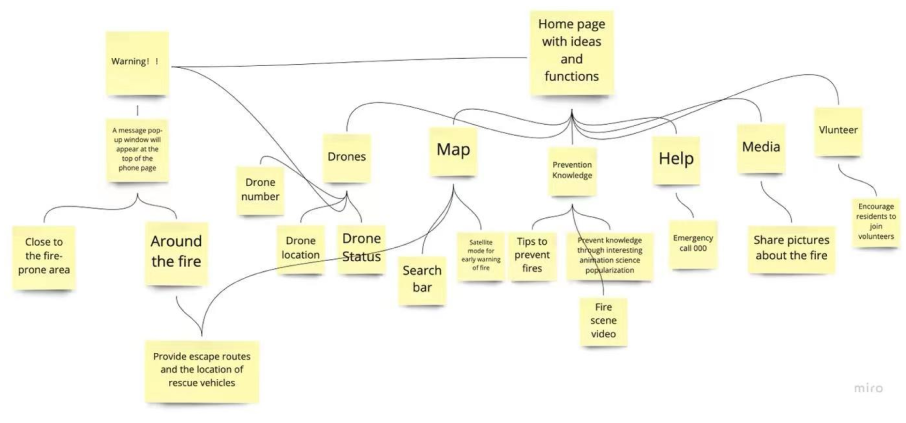 Home page
with ideas
and
functions
Warning! !
A message pop-
up window will
appear at the
top of the
phone page
Close to
the fire-
prone area
Around
the fire
Provide escape routes
and the location of
rescue vehicles
Drones
Drone
number
Drone
location
Drone
Status
Map
Search
bar
Satellite
mode for
early warning
of fire
Prevention
Knowledge
Tips to
prevent
fires
Prevent knowledge
through interesting
animation science
popularization
Fire
scene
video
Help
Emergency
call 000
Media
Share pictures
about the fire
Vlunteer
Encourage
residents to
join
volunteers
miro